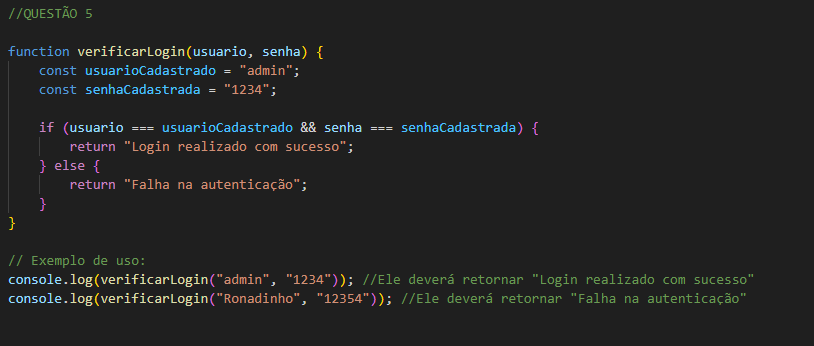 //QUESTÃO 5
function verificarLogin(usuario, senha) {
const usuarioCadastrado = "admin";
const senhaCadastrada = "1234";
if (usuario === usuarioCadastrado && senha === senhaCadastrada) {
return "Login realizado com sucesso";
} else {
return "Falha na autenticação";
}
}
// Exemplo de uso:
console.log(verificarLogin("admin", "1234")); //Ele deverá retornar "Login realizado com sucesso"
console.log(verificarLogin("Ronadinho", "12354")); //Ele deverá retornar "Falha na autenticação"